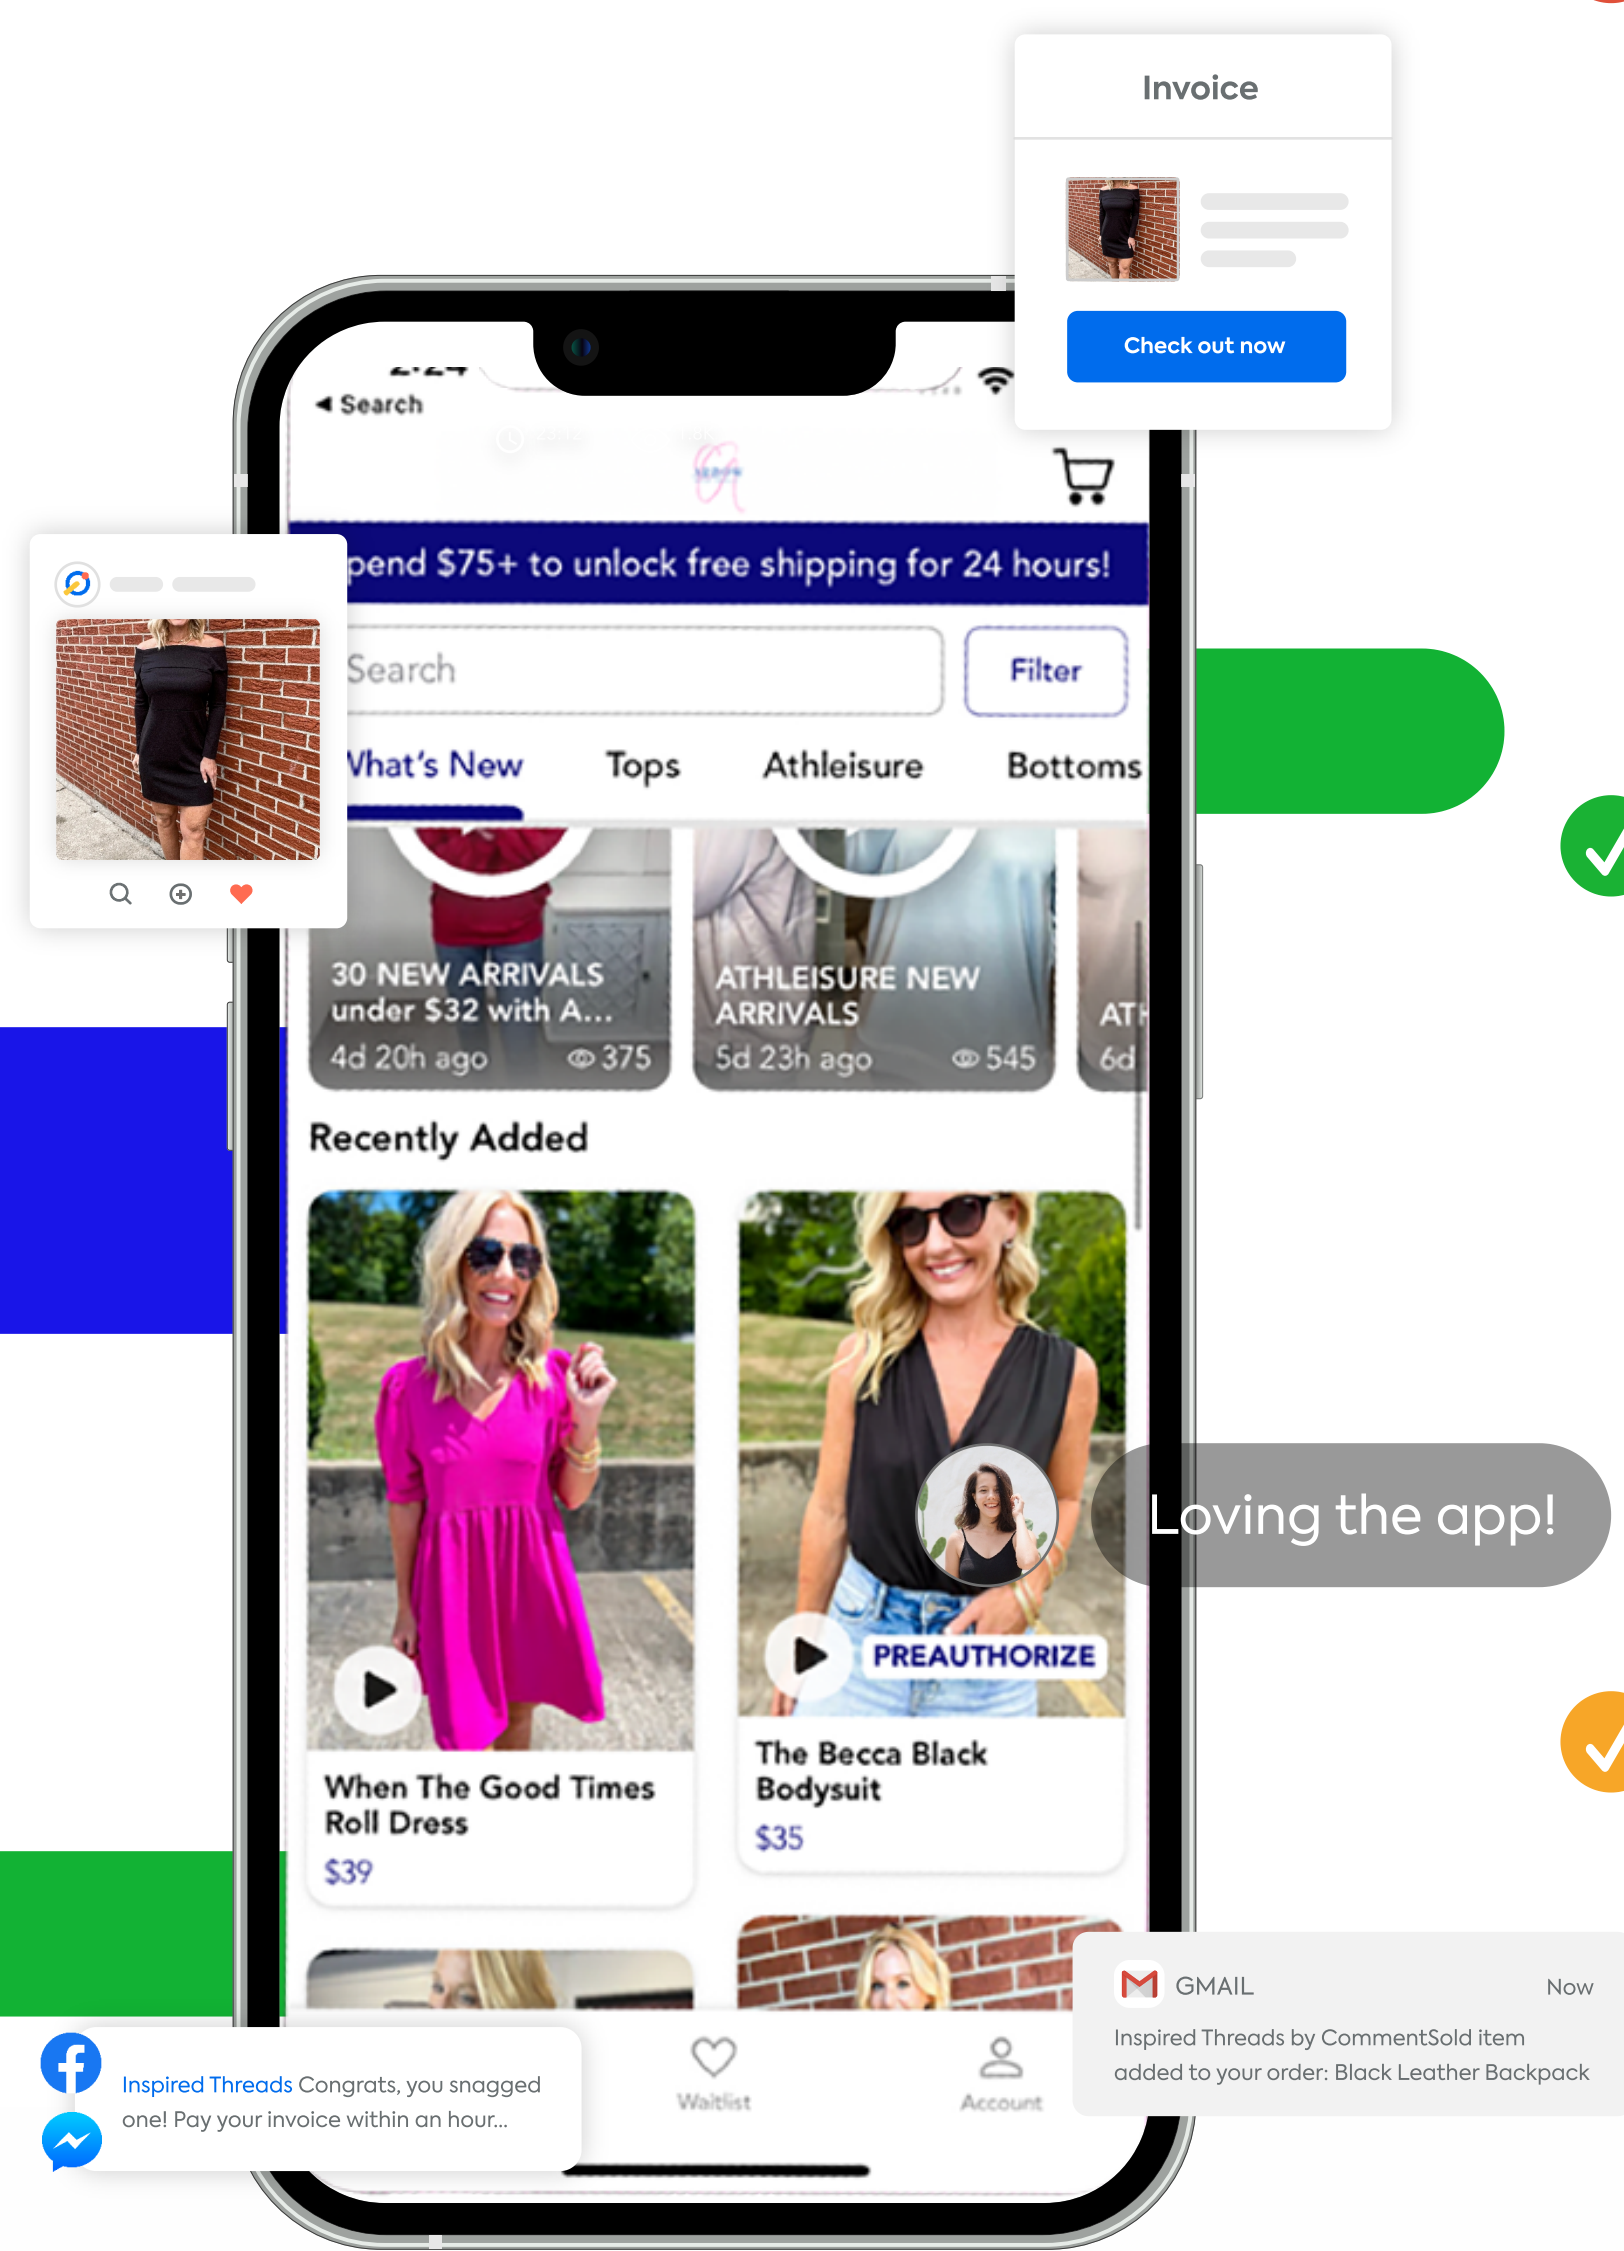 Invoice
Check out now
Search
pend $75+ to unlock free shipping for 24 hours!
Search
Filter
What's New
Tops
Athleisure
Bottoms
30 NEW ARRIVALS
under $32 with A...
4d 20h ago
375
ATHLEISURE NEW
ARRIVALS
5d 23h ago
545
ATH
6d
Recently Added
Loving the app!
PREAUTHORIZE
When The Good Times
Roll Dress
$39
The Becca Black
Bodysuit
$35
GMAIL
Now
Inspired Threads by CommentSold item
added to your order: Black Leather Backpack
Inspired Threads Congrats, you snagged
one! Pay your invoice within an hour...
Waitlist
Account